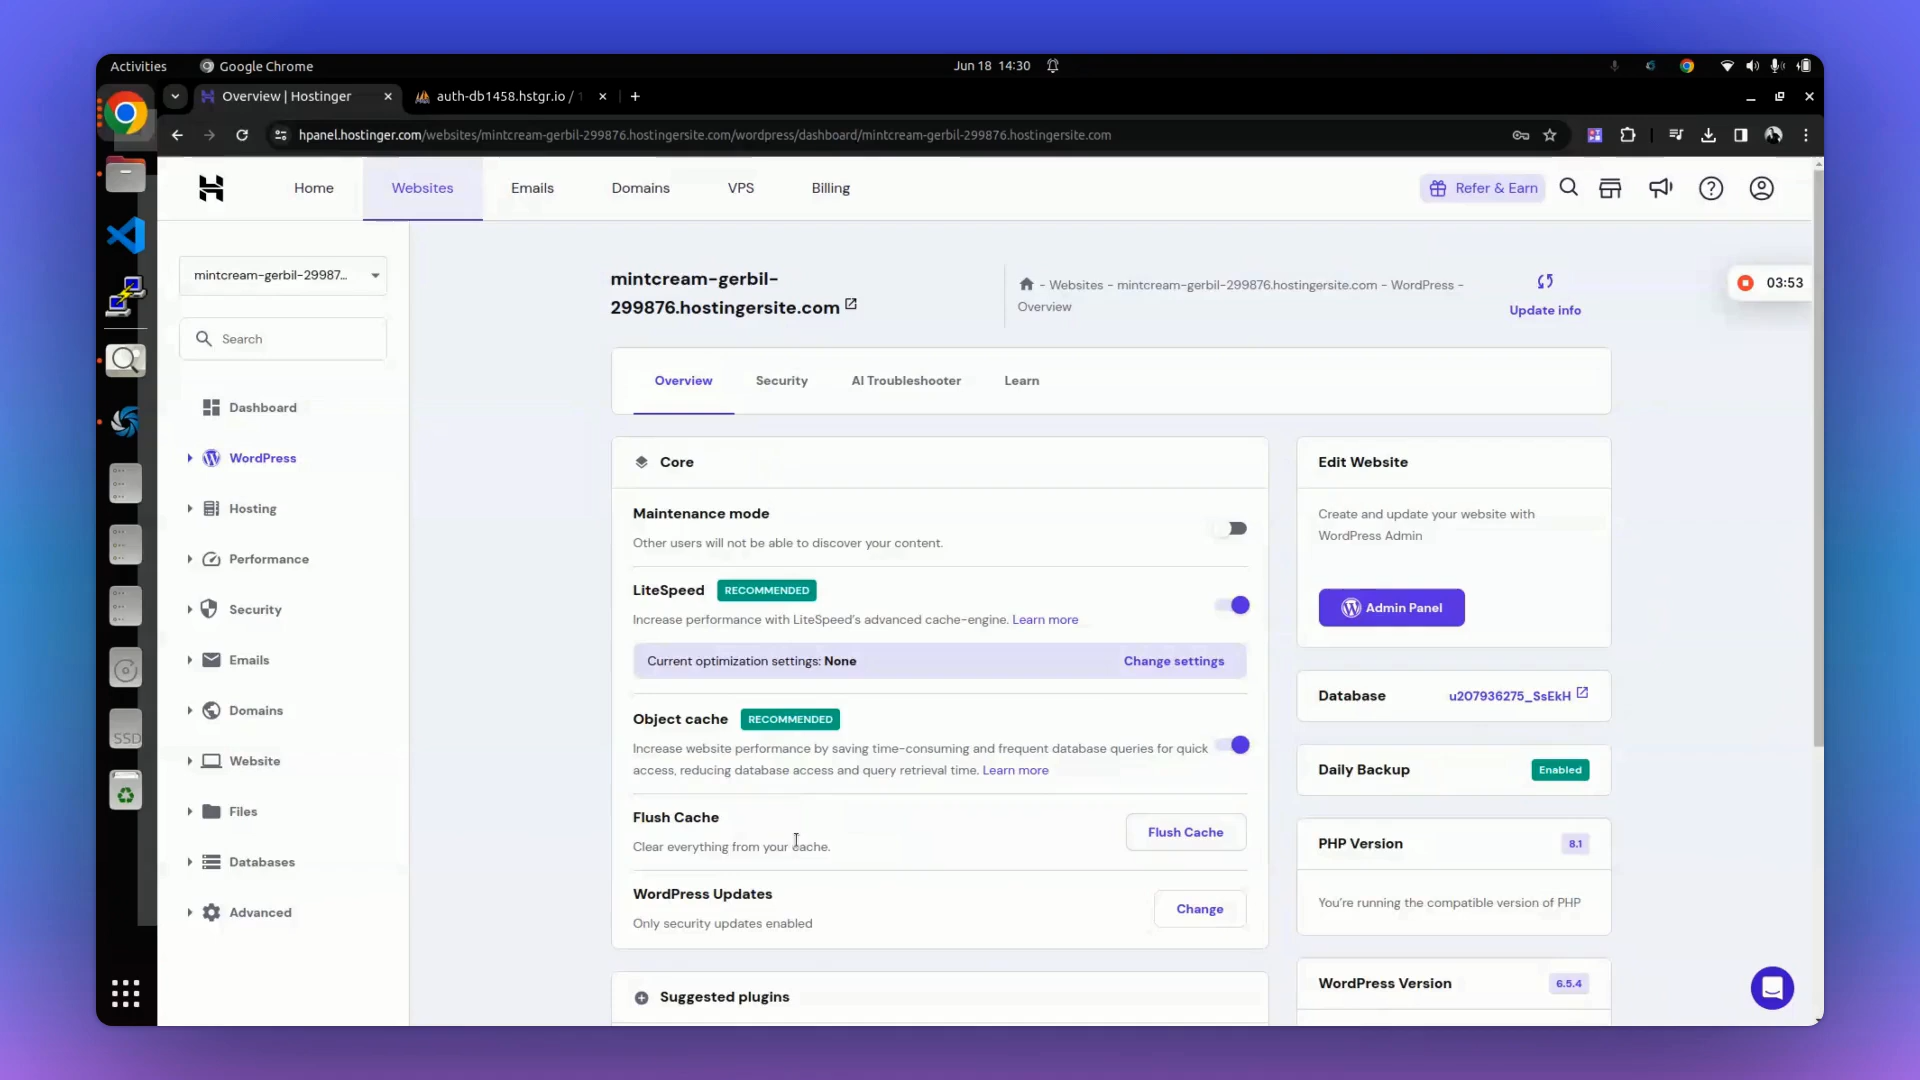 Activities
Google Chrome
Jun 18 14:30
Overview | Hostinger
auth-db1458.hstgr.io /
hpanel.hostinger.com/websites/mintcream-gerbil-299876.hostingersite.com/wordpress/dashboard/mintcream-gerbil-299876.hostingersite.com
Home
Websites
Emails
Domains
VPS
Billing
Refer & Earn
mintcream-gerbil-29987...
Search
Dashboard
WordPress
Hosting
Performance
Security
Emails
Domains
Website
Files
Databases
Advanced
SSD
mintcream-gerbil-
299876.hostingersite.com
- Websites - mintcream-gerbil-299876.hostingersite.com - WordPress -
Overview
Update info
03:53
Overview
Security
AI Troubleshooter
Learn
Core
Maintenance mode
Other users will not be able to discover your content.
LiteSpeed RECOMMENDED
Increase performance with LiteSpeed's advanced cache-engine. Learn more
Current optimization settings: None
Change settings
Object cache RECOMMENDED
Increase website performance by saving time-consuming and frequent database queries for quick
access, reducing database access and query retrieval time. Learn more
Flush Cache
Clear everything from your cache.
Flush Cache
WordPress Updates
Only security updates enabled
Change
Suggested plugins
Edit Website
Create and update your website with
WordPress Admin
Admin Panel
Database
u207936275_SsEkH
Daily Backup
Enabled
PHP Version
8.1
You're running the compatible version of PHP
WordPress Version
6.5.4